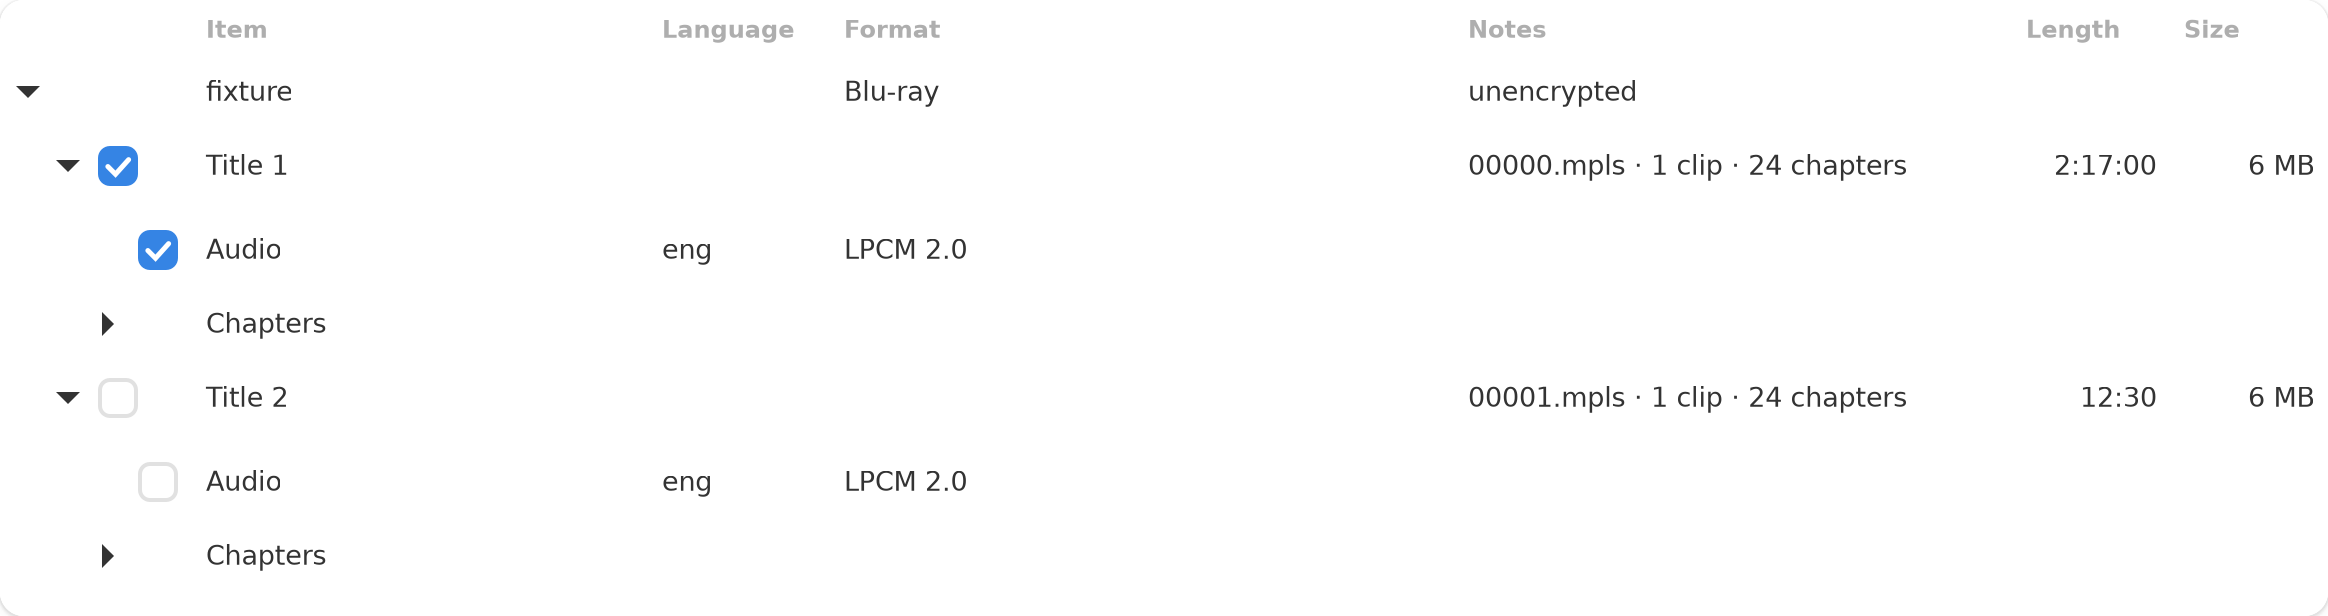 Item Language Format Notes Length Size
fixture Blu-ray unencrypted
Title 1 00000.mpls · 1 clip · 24 chapters 2:17:00 6 MB
Audio eng LPCM 2.0
Chapters
Title 2 00001.mpls · 1 clip · 24 chapters 12:30 6 MB
Audio eng LPCM 2.0
Chapters